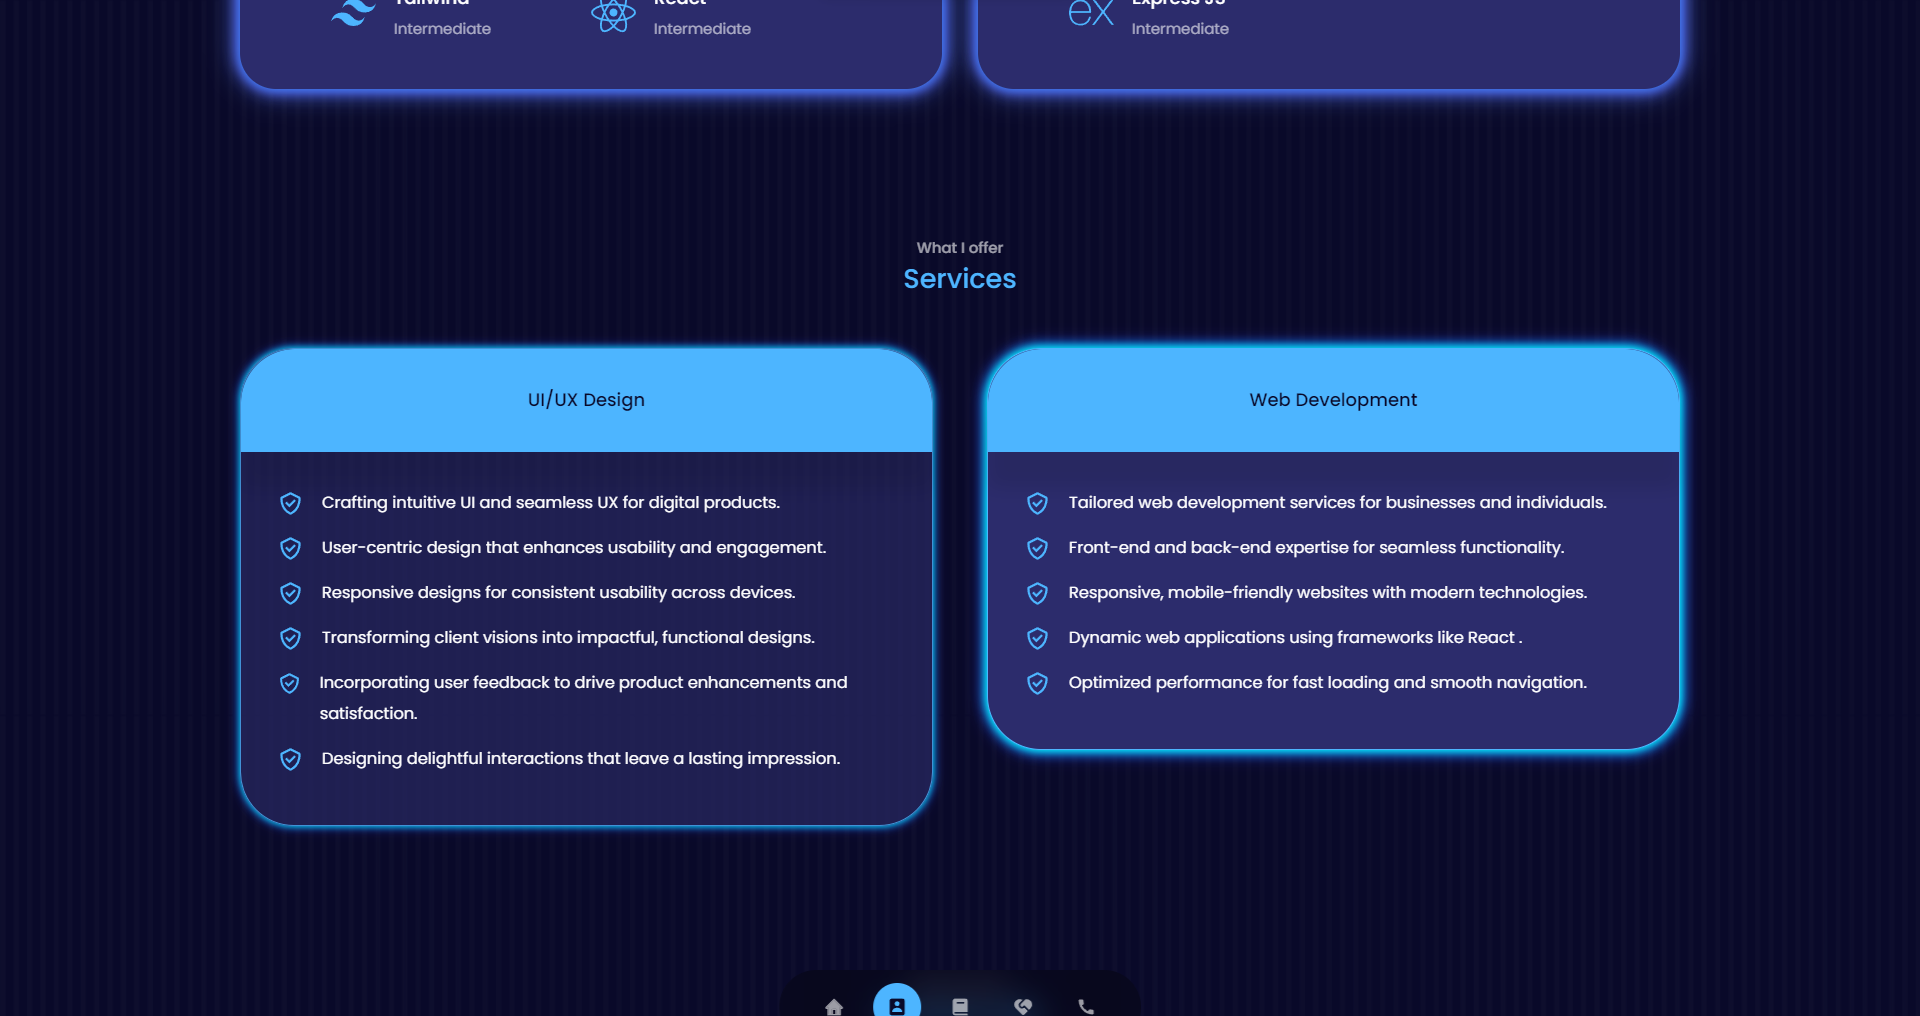 Tailwind
React
Express JS
Intermediate
Intermediate
Intermediate
What I offer
Services
UI/UX Design
Crafting intuitive UI and seamless UX for digital products.
User-centric design that enhances usability and engagement.
Responsive designs for consistent usability across devices.
Transforming client visions into impactful, functional designs.
Incorporating user feedback to drive product enhancements and
satisfaction.
Designing delightful interactions that leave a lasting impression.
Web Development
Tailored web development services for businesses and individuals.
Front-end and back-end expertise for seamless functionality.
Responsive, mobile-friendly websites with modern technologies.
Dynamic web applications using frameworks like React .
Optimized performance for fast loading and smooth navigation.